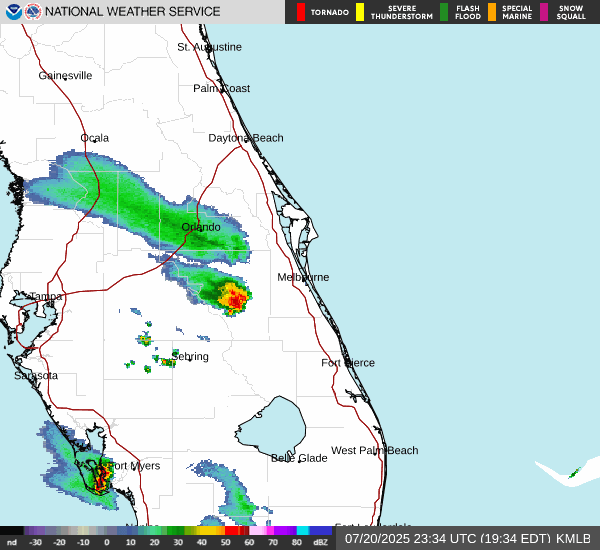 NATIONAL WEATHER SERVICE
TORNADO
SEVERE THUNDERSTORM
FLASH FLOOD
SPECIAL MARINE
SNOW SQUALL
St. Augustine
Gainesville
Palm Coast
Ocala
Daytona Beach
Orlando
Melbourne
Tampa
Sebring
Fort Pierce
Sarasota
West Palm Beach
Belle Glade
Fort Myers
nd -30 -20 -10 0 10 20 30 40 50 60 70 80 dBZ
07/20/2025 23:34 UTC (19:34 EDT) KMLB